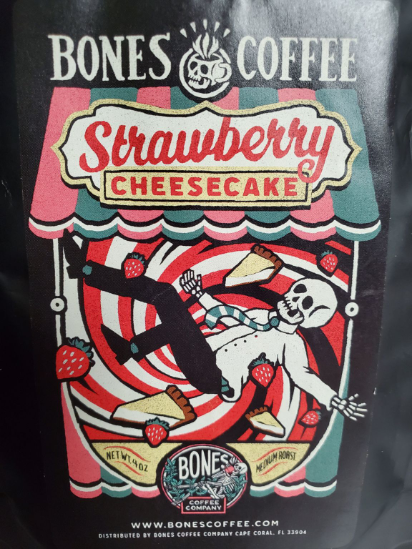 BONES COFFEE
Strawberry
CHEESECAKE
NET WT. 4 OZ
MEDIUM ROAST
BONES
COFFEE
COMPANY
WWW.BONESCOFFEE.COM
DISTRIBUTED BY BONES COFFEE COMPANY CAPE CORAL, FL 33904